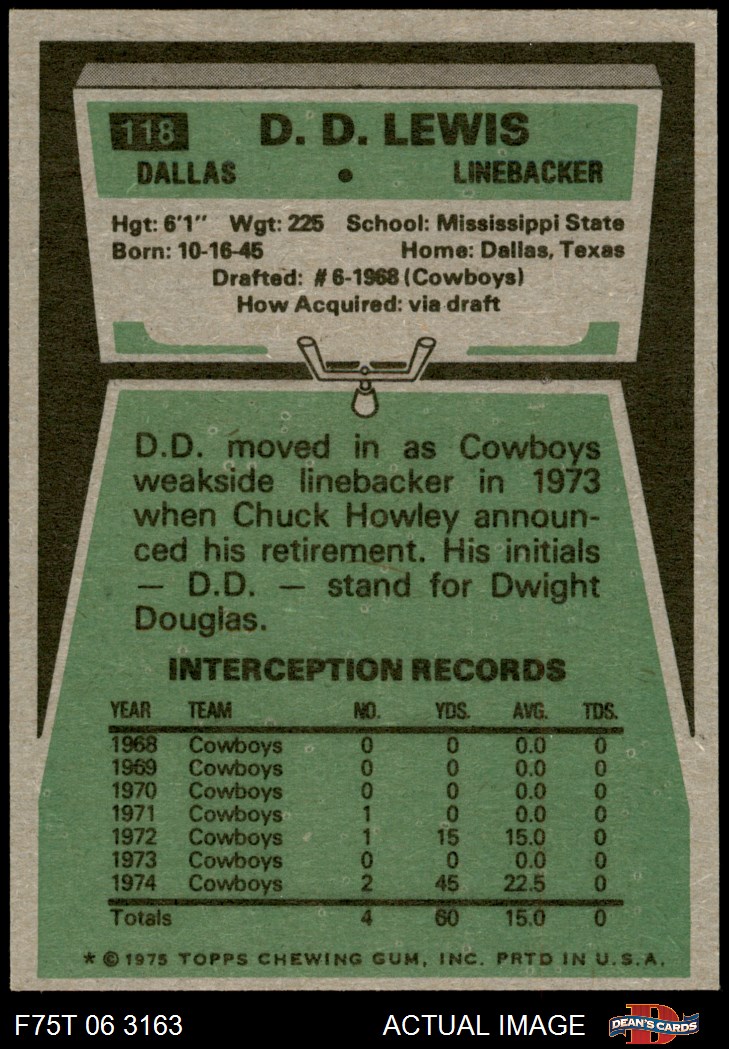 118 D. D. LEWIS
DALLAS • LINEBACKER
Hgt: 6'1" Wgt: 225 School: Mississippi State
Born: 10-16-45 Home: Dallas, Texas
Drafted: #6-1968 (Cowboys)
How Acquired: via draft
D.D. moved in as Cowboys
weakside linebacker in 1973
when Chuck Howley announ-
ced his retirement. His initials
— D.D. — stand for Dwight
Douglas.
INTERCEPTION RECORDS
YEAR TEAM NO. YDS. AVG. TDS.
1968 Cowboys 0 0 0.0 0
1969 Cowboys 0 0 0.0 0
1970 Cowboys 0 0 0.0 0
1971 Cowboys 1 0 0.0 0
1972 Cowboys 1 15 15.0 0
1973 Cowboys 0 0 0.0 0
1974 Cowboys 2 45 22.5 0
Totals 4 60 15.0 0
* © 1975 TOPPS CHEWING GUM, INC. PRTD IN U.S.A.
F75T 06 3163 ACTUAL IMAGE DEAN'S CARDS